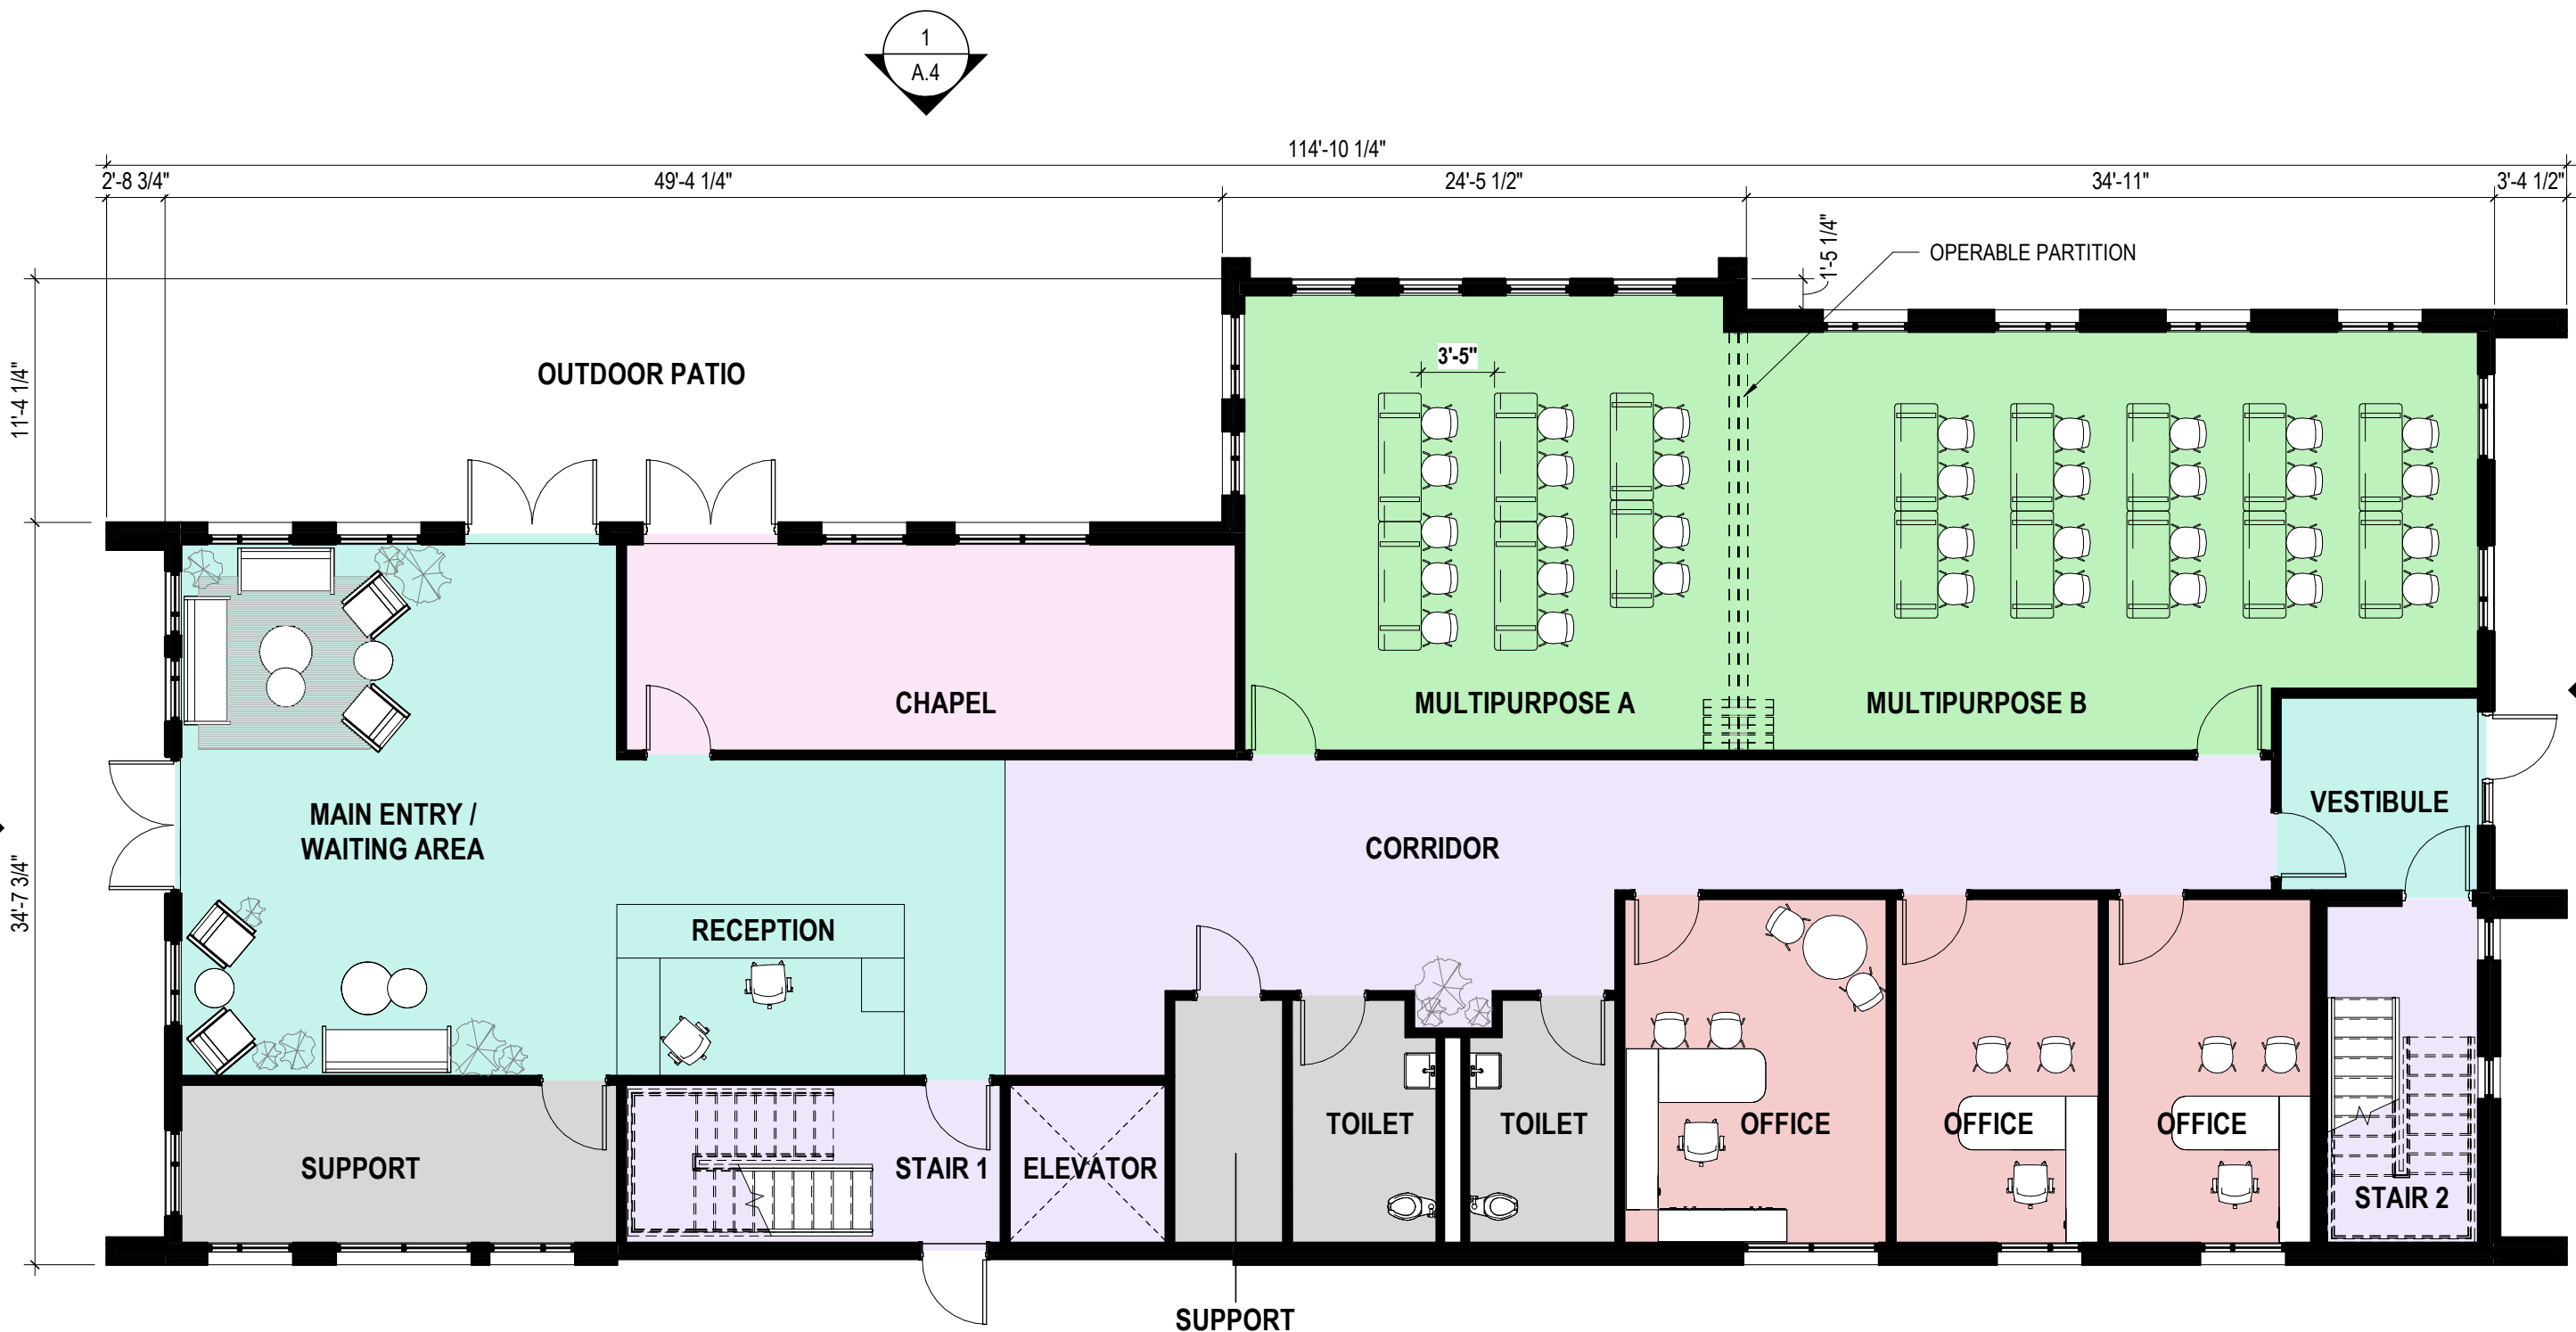 1
A.4
114'-10 1/4"
2'-8 3/4"
49'-4 1/4"
24'-5 1/2"
34'-11"
3'-4 1/2"
1'-5 1/4"
OPERABLE PARTITION
11'-4 1/4"
OUTDOOR PATIO
3'-5"
CHAPEL
MULTIPURPOSE A
MULTIPURPOSE B
MAIN ENTRY /
WAITING AREA
CORRIDOR
VESTIBULE
34'-7 3/4"
RECEPTION
TOILET
TOILET
OFFICE
OFFICE
OFFICE
SUPPORT
STAIR 1
ELEVATOR
STAIR 2
SUPPORT